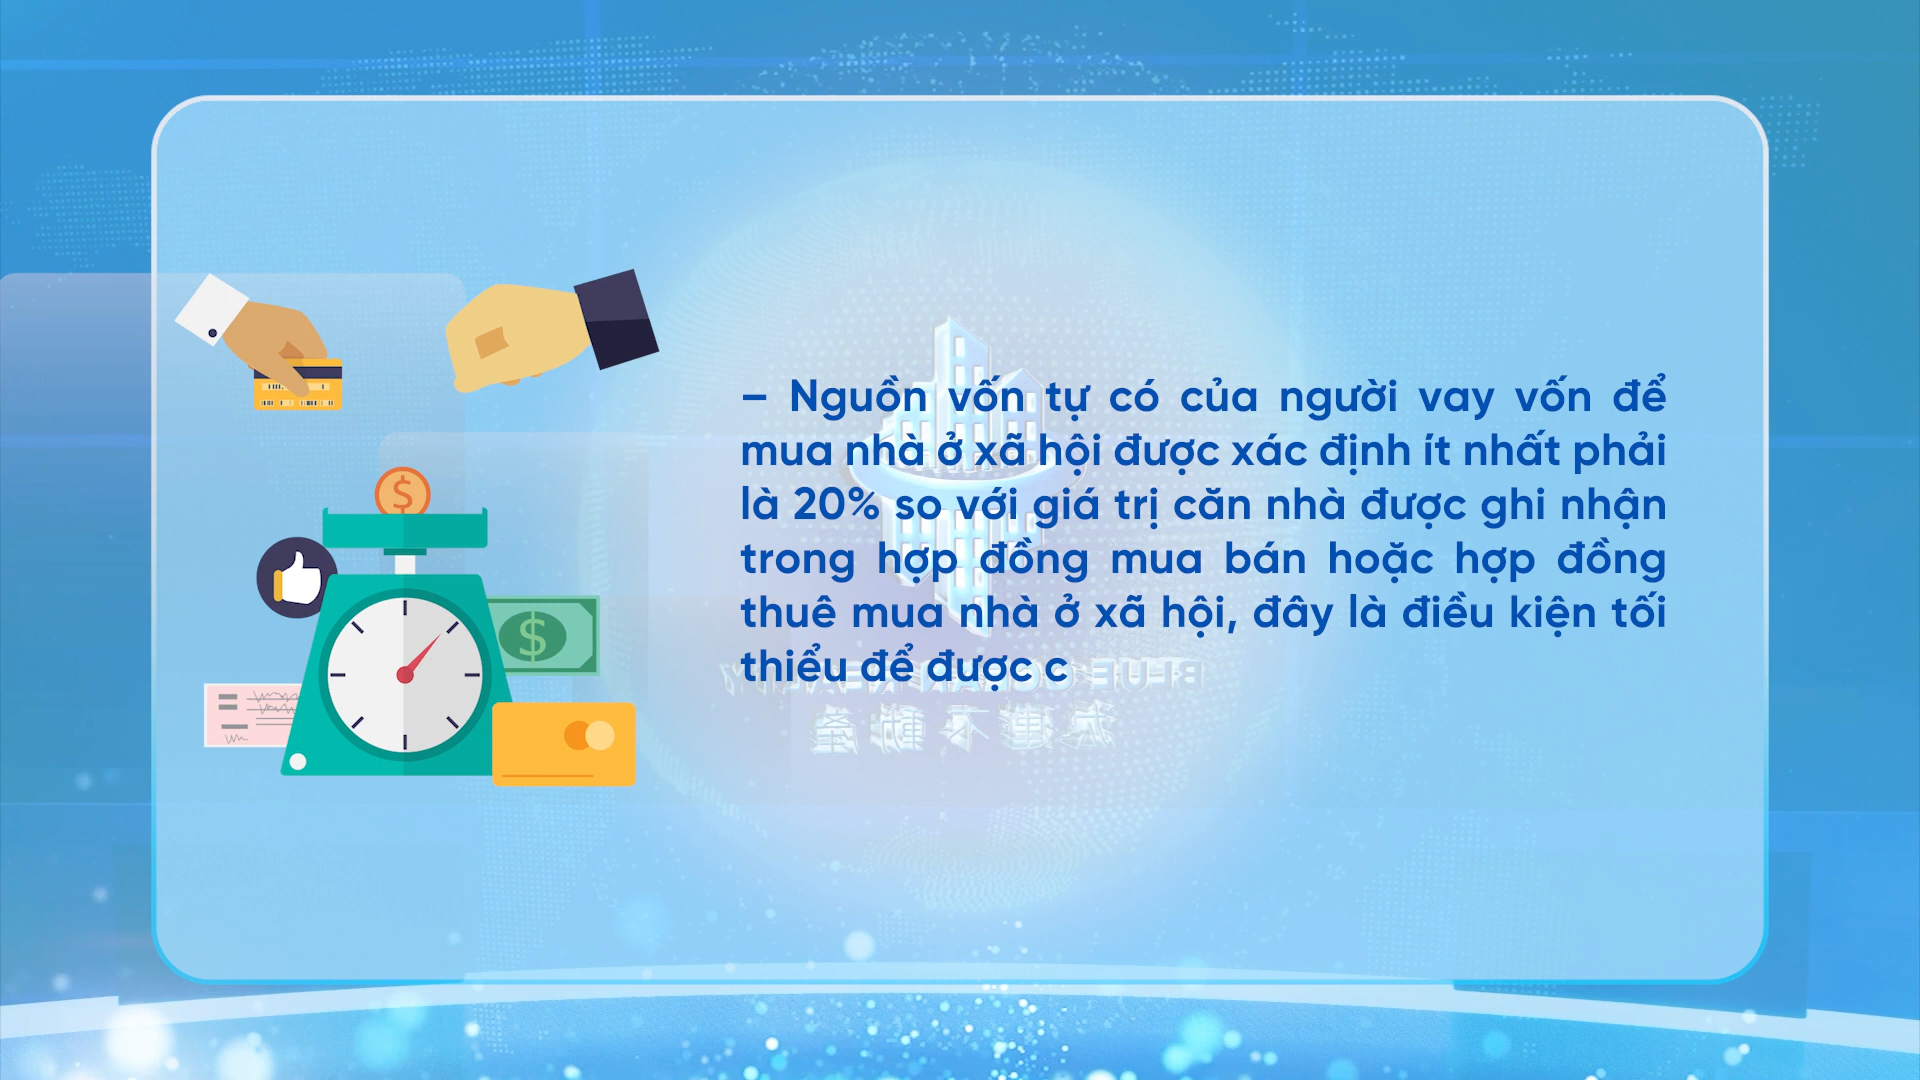 – Nguồn vốn tự có của người vay vốn để
mua nhà ở xã hội được xác định ít nhất phải
là 20% so với giá trị căn nhà được ghi nhận
trong hợp đồng mua bán hoặc hợp đồng
thuê mua nhà ở xã hội, đây là điều kiện tối
thiểu để được c